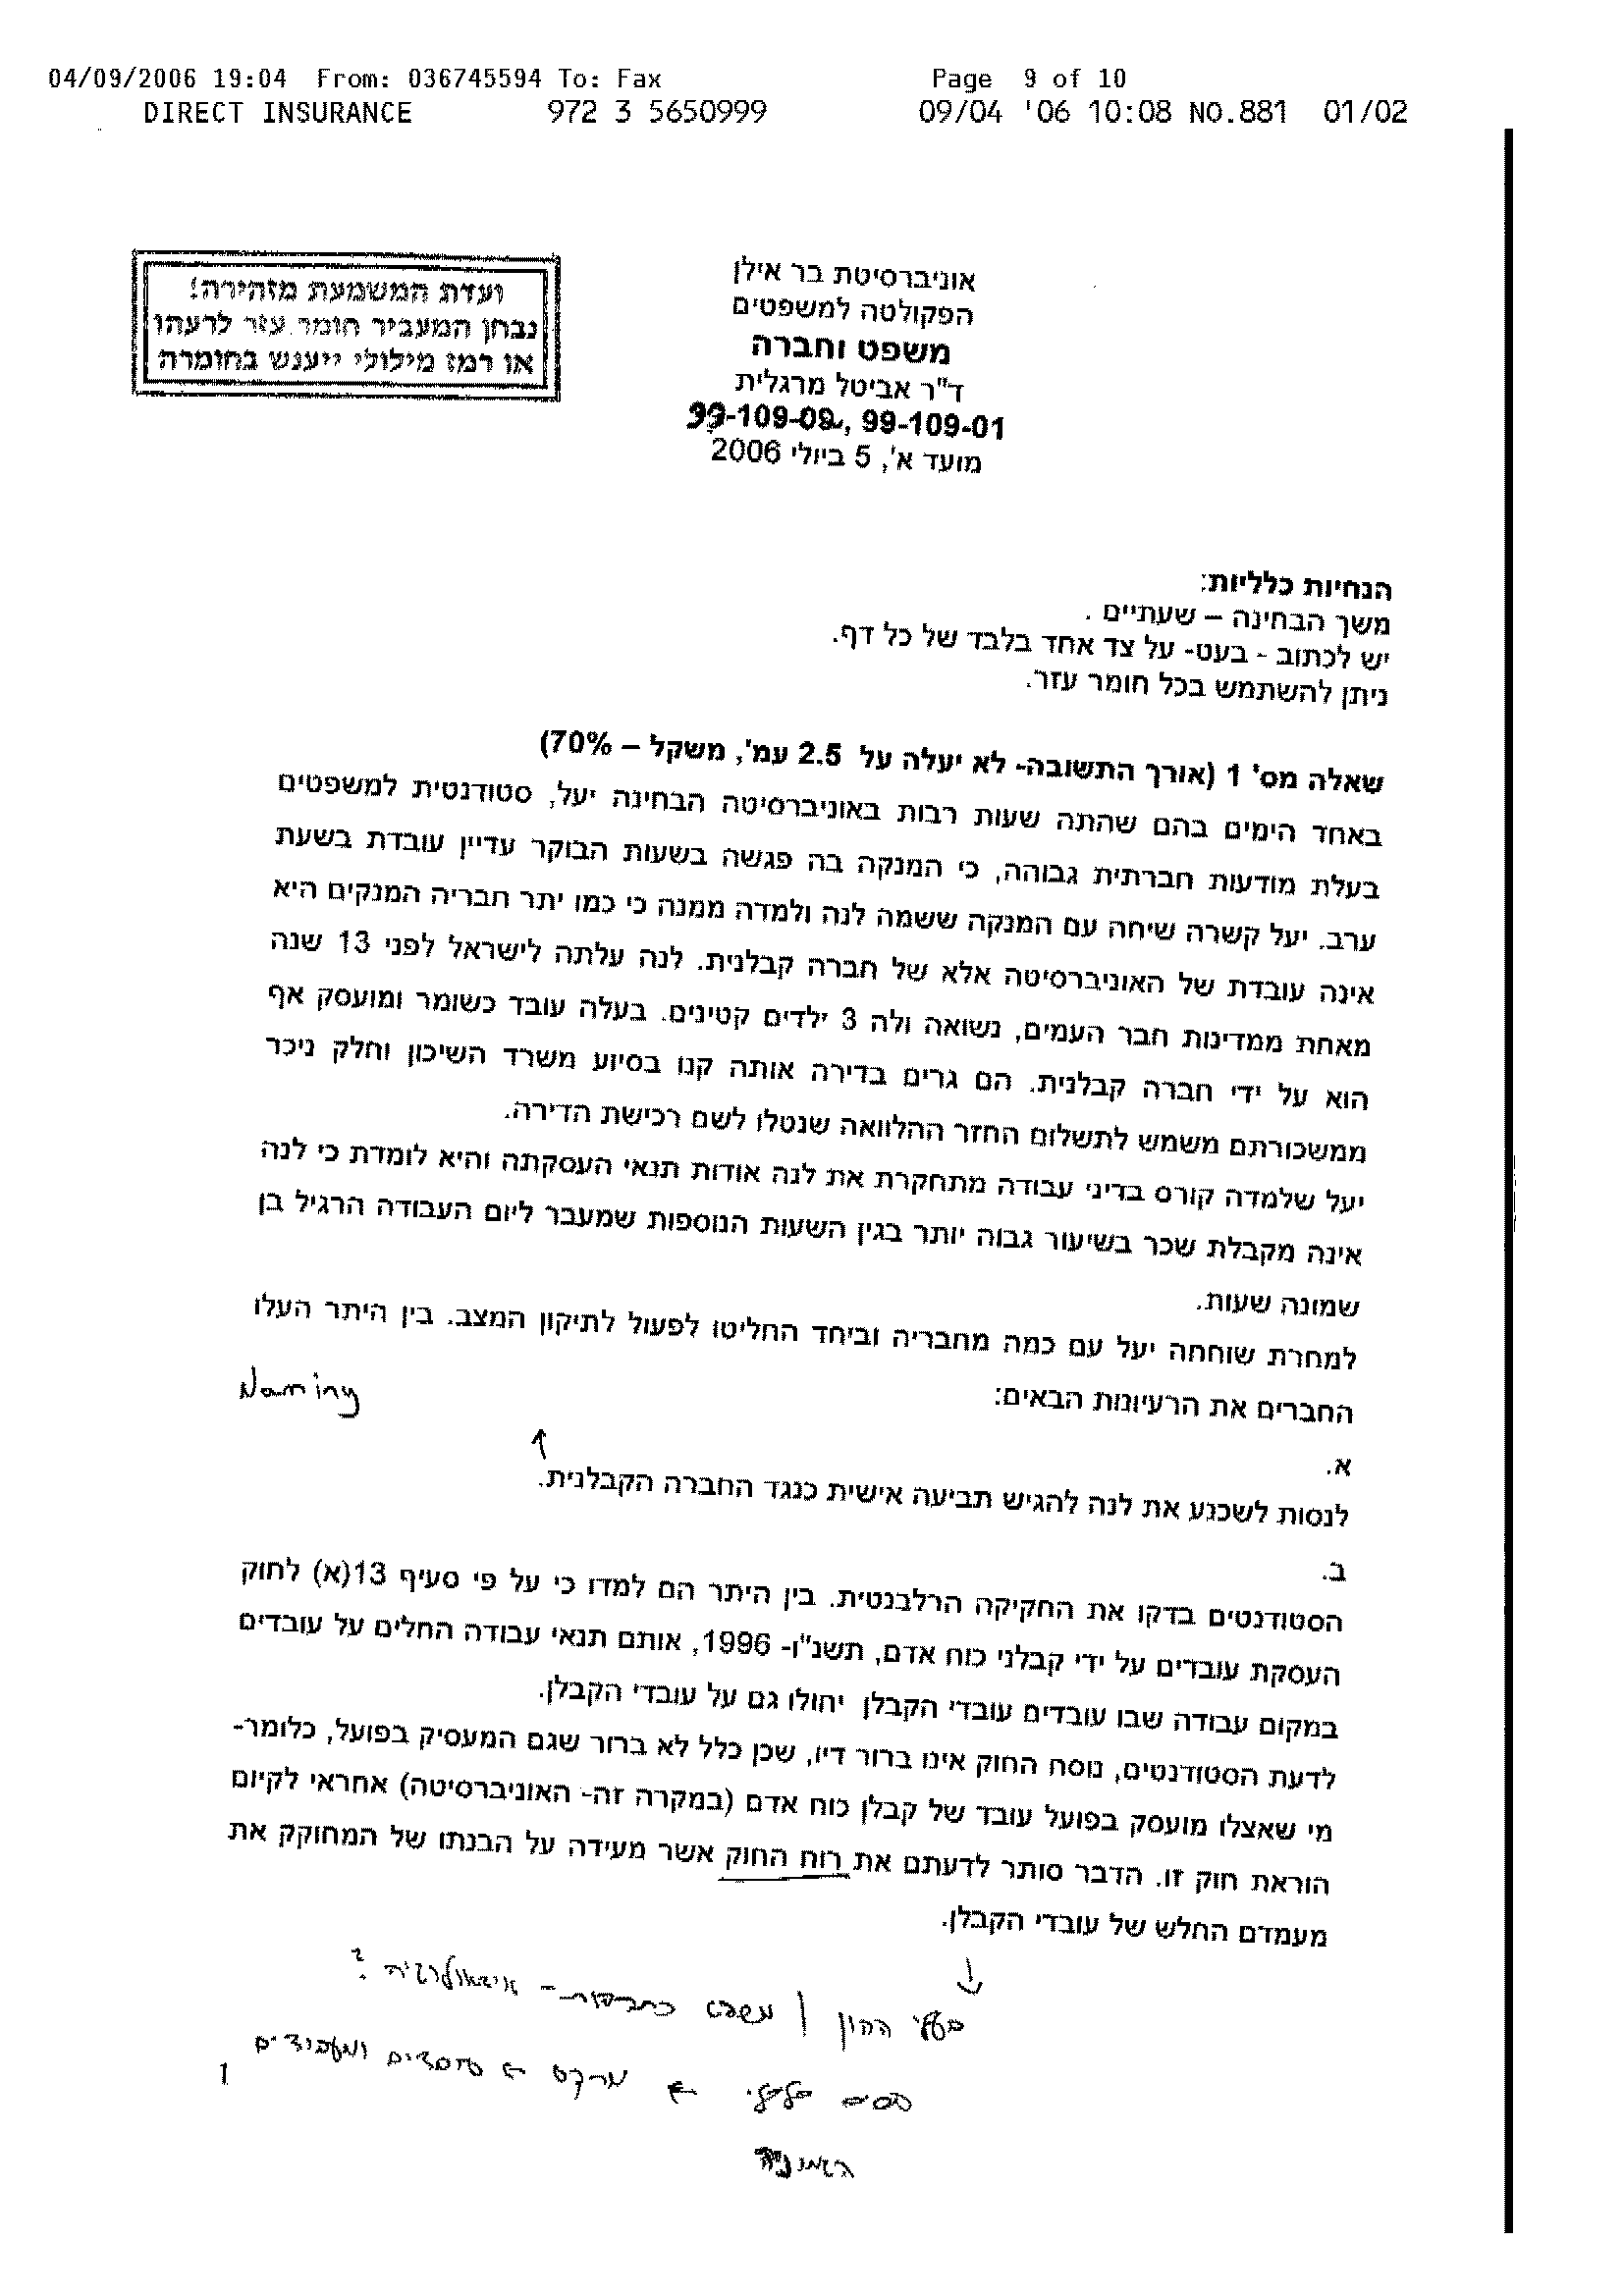 04/09/2006 19:04 From: 036745594 To: Fax Page 9 of 10
DIRECT INSURANCE 972 3 5650999 09/04 '06 10:08 NO.881 01/02
ועדת המשמעת מזהירה!
נבחן המעביר חומר עזר לרעהו
או רמז מילולי ייענש בחומרה
אוניברסיטת בר אילן
הפקולטה למשפטים
משפט וחברה
ד"ר אביטל מרגלית
99-109-01, 99-109-09
מועד א', 5 ביולי 2006
הנחיות כלליות:
משך הבחינה – שעתיים .
יש לכתוב - בעט- על צד אחד בלבד של כל דף.
ניתן להשתמש בכל חומר עזר.
שאלה מס' 1 (אורך התשובה- לא יעלה על 2.5 עמ', משקל – 70%)
באחד הימים בהם שהתה שעות רבות באוניברסיטה הבחינה יעל, סטודנטית למשפטים
בעלת מודעות חברתית גבוהה, כי המנקה בה פגשה בשעות הבוקר עדיין עובדת בשעת
ערב. יעל קשרה שיחה עם המנקה ששמה לנה ולמדה ממנה כי כמו יתר חבריה המנקים היא
אינה עובדת של האוניברסיטה אלא של חברה קבלנית. לנה עלתה לישראל לפני 13 שנה
מאחת ממדינות חבר העמים, נשואה ולה 3 ילדים קטינים. בעלה עובד כשומר ומועסק אף
הוא על ידי חברה קבלנית. הם גרים בדירה אותה קנו בסיוע משרד השיכון וחלק ניכר
ממשכורתם משמש לתשלום החזר ההלוואה שנטלו לשם רכישת הדירה.
יעל שלמדה קורס בדיני עבודה מתחקרת את לנה אודות תנאי העסקתה והיא לומדת כי לנה
אינה מקבלת שכר בשיעור גבוה יותר בגין השעות הנוספות שמעבר ליום העבודה הרגיל בן
שמונה שעות.
למחרת שוחחה יעל עם כמה מחבריה וביחד החליטו לפעול לתיקון המצב. בין היתר העלו
החברים את הרעיונות הבאים:
Naming
א.
לנסות לשכנע את לנה להגיש תביעה אישית כנגד החברה הקבלנית.
ב.
הסטודנטים בדקו את החקיקה הרלבנטית. בין היתר הם למדו כי על פי סעיף 13(א) לחוק
העסקת עובדים על ידי קבלני כוח אדם, תשנ"ו- 1996, אותם תנאי עבודה החלים על עובדים
במקום עבודה שבו עובדים עובדי הקבלן יחולו גם על עובדי הקבלן.
לדעת הסטודנטים, נוסח החוק אינו ברור דיו, שכן כלל לא ברור שגם המעסיק בפועל, כלומר-
מי שאצלו מועסק בפועל עובד של קבלן כוח אדם (במקרה זה- האוניברסיטה) אחראי לקיום
הוראת חוק זו. הדבר סותר לדעתם את רוח החוק אשר מעידה על הבנתו של המחוקק את
מעמדם החלש של עובדי הקבלן.
בעלי ההון / אידאולוגיה ?
מרקס ←
1